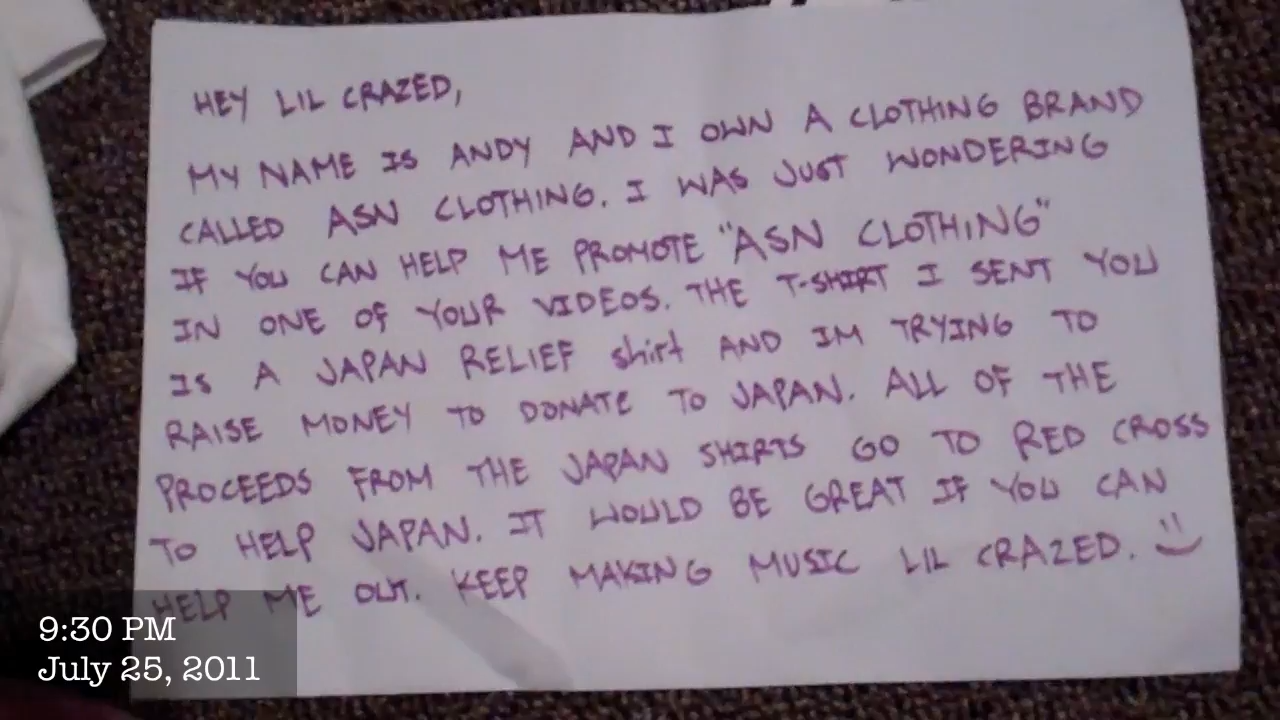 HEY LIL CRAZED,
MY NAME IS ANDY AND I OWN A CLOTHING BRAND
CALLED ASN CLOTHING. I WAS JUST WONDERING
IF YOU CAN HELP ME PROMOTE "ASN CLOTHING"
IN ONE OF YOUR VIDEOS. THE T-SHIRT I SENT YOU
IS A JAPAN RELIEF shirt AND IM TRYING TO
RAISE MONEY TO DONATE TO JAPAN. ALL OF THE
PROCEEDS FROM THE JAPAN SHIRTS GO TO RED CROSS
TO HELP JAPAN. IT WOULD BE GREAT IF YOU CAN
HELP ME OUT. KEEP MAKING MUSIC LIL CRAZED. :)
9:30 PM
July 25, 2011